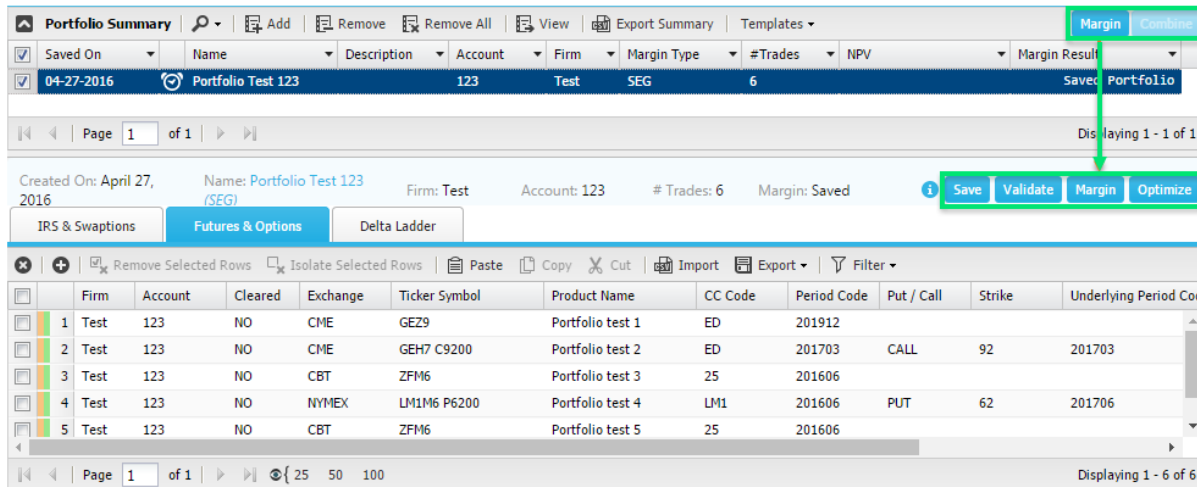 Portfolio Summary Add Remove Remove All View Export Summary Templates Margin Combine
Saved On Name Description Account Firm Margin Type #Trades NPV Margin Result
04-27-2016 Portfolio Test 123 123 Test SEG 6 Saved Portfolio
Page 1 of 1 Displaying 1 - 1 of 1
Created On: April 27, 2016 Name: Portfolio Test 123 (SEG) Firm: Test Account: 123 # Trades: 6 Margin: Saved Save Validate Margin Optimize
IRS & Swaptions Futures & Options Delta Ladder
Remove Selected Rows Isolate Selected Rows Paste Copy Cut Import Export Filter
Firm Account Cleared Exchange Ticker Symbol Product Name CC Code Period Code Put / Call Strike Underlying Period Co
1 Test 123 NO CME GEZ9 Portfolio test 1 ED 201912
2 Test 123 NO CME GEH7 C9200 Portfolio test 2 ED 201703 CALL 92 201703
3 Test 123 NO CBT ZFM6 Portfolio test 3 25 201606
4 Test 123 NO NYMEX LM1M6 P6200 Portfolio test 4 LM1 201606 PUT 62 201706
5 Test 123 NO CBT ZFM6 Portfolio test 5 25 201606
Page 1 of 1 25 50 100 Displaying 1 - 6 of 6